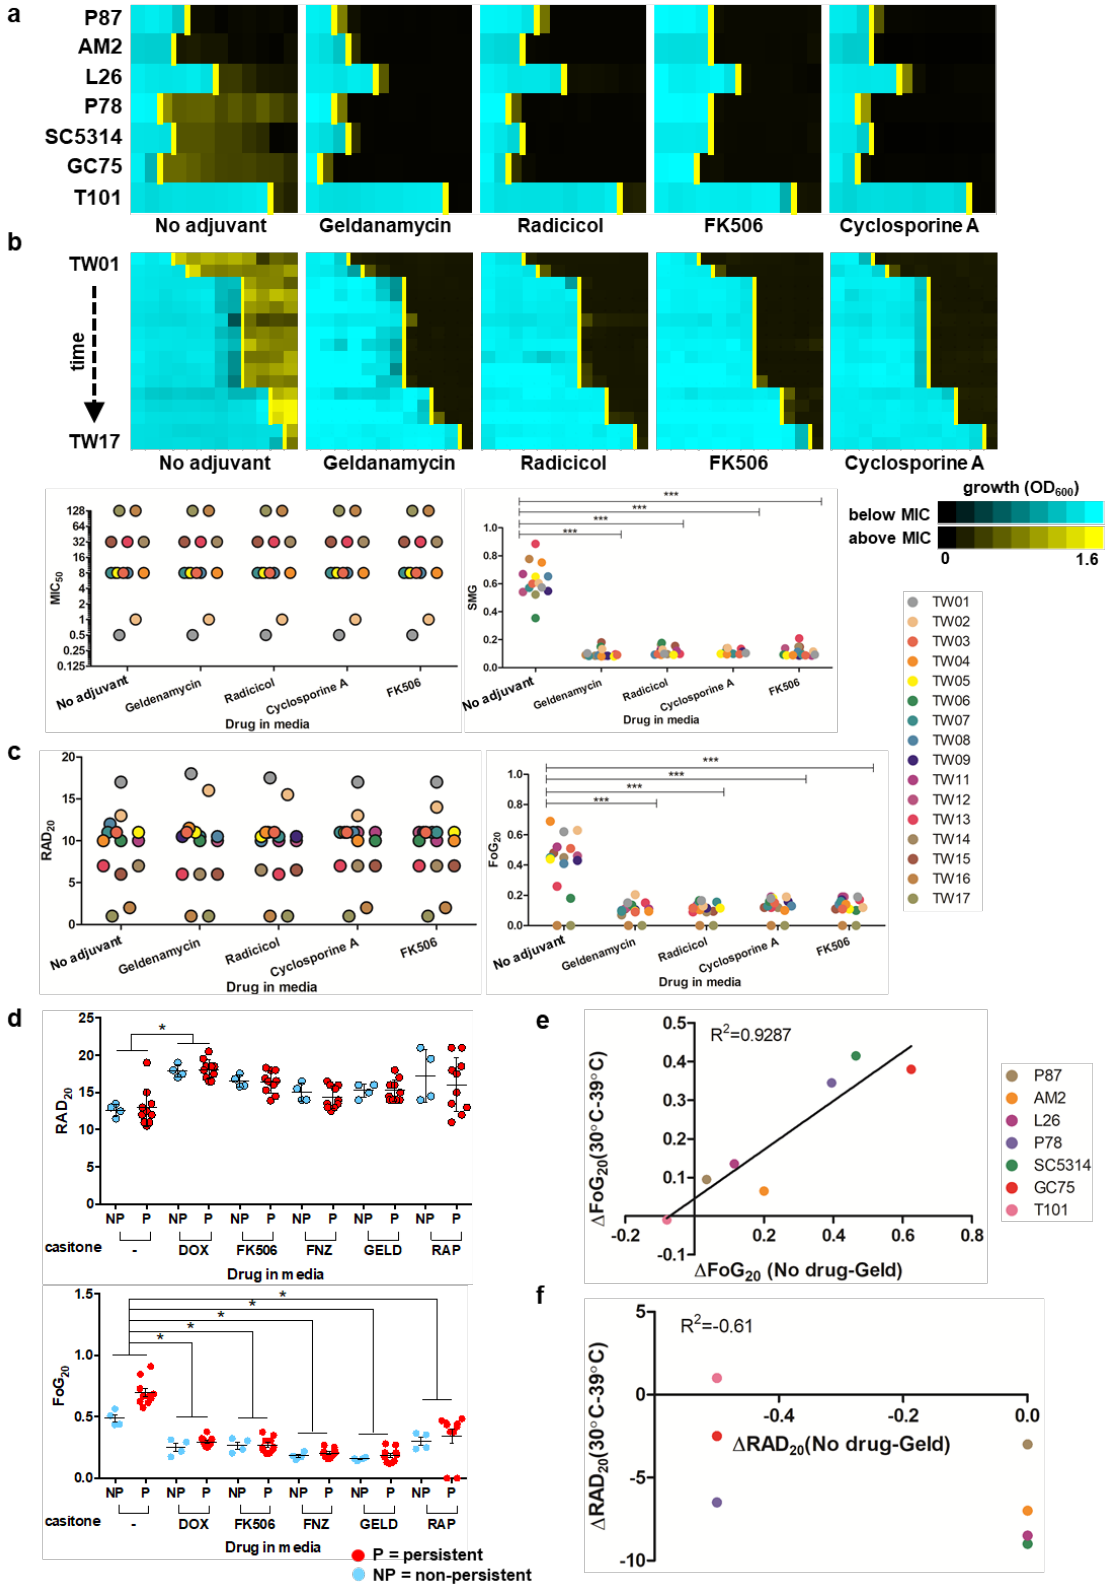 a
P87
AM2
L26
P78
SC5314
GC75
T101
No adjuvant
Geldanamycin
Radicicol
FK506
Cyclosporine A
b
TW01
time
TW17
No adjuvant
Geldanamycin
Radicicol
FK506
Cyclosporine A
growth (OD600)
below MIC
above MIC
0
1.6
MIC50
128
64
32
16
8
4
2
1
0.5
0.25
0.125
No adjuvant
Geldenamycin
Radicicol
Cyclosporine A
FK506
Drug in media
SMG
1.0
0.8
0.6
0.4
0.2
0.0
***
***
***
***
No adjuvant
Geldenamycin
Radicicol
Cyclosporine A
FK506
Drug in media
TW01
TW02
TW03
TW04
TW05
TW06
TW07
TW08
TW09
TW11
TW12
TW13
TW14
TW15
TW16
TW17
c
RAD20
20
15
10
5
0
No adjuvant
Geldenamycin
Radicicol
Cyclosporine A
FK506
Drug in media
FoG20
1.0
0.8
0.6
0.4
0.2
0.0
***
***
***
***
No adjuvant
Geldenamycin
Radicicol
Cyclosporine A
FK506
Drug in media
d
RAD20
25
20
15
10
5
0
*
NP P NP P NP P NP P NP P NP P
casitone - DOX FK506 FNZ GELD RAP
Drug in media
FoG20
1.5
1.0
0.5
0.0
*
*
*
*
*
NP P NP P NP P NP P NP P NP P
casitone - DOX FK506 FNZ GELD RAP
Drug in media
P = persistent
NP = non-persistent
e
R2=0.9287
ΔFoG20(30°C-39°C)
0.5
0.4
0.3
0.2
0.1
-0.1
-0.2 0.0 0.2 0.4 0.6 0.8
ΔFoG20 (No drug-Geld)
P87
AM2
L26
P78
SC5314
GC75
T101
f
R2=-0.61
ΔRAD20(30°C-39°C)
5
0
-5
-10
-0.4 -0.2 0.0
ΔRAD20(No drug-Geld)